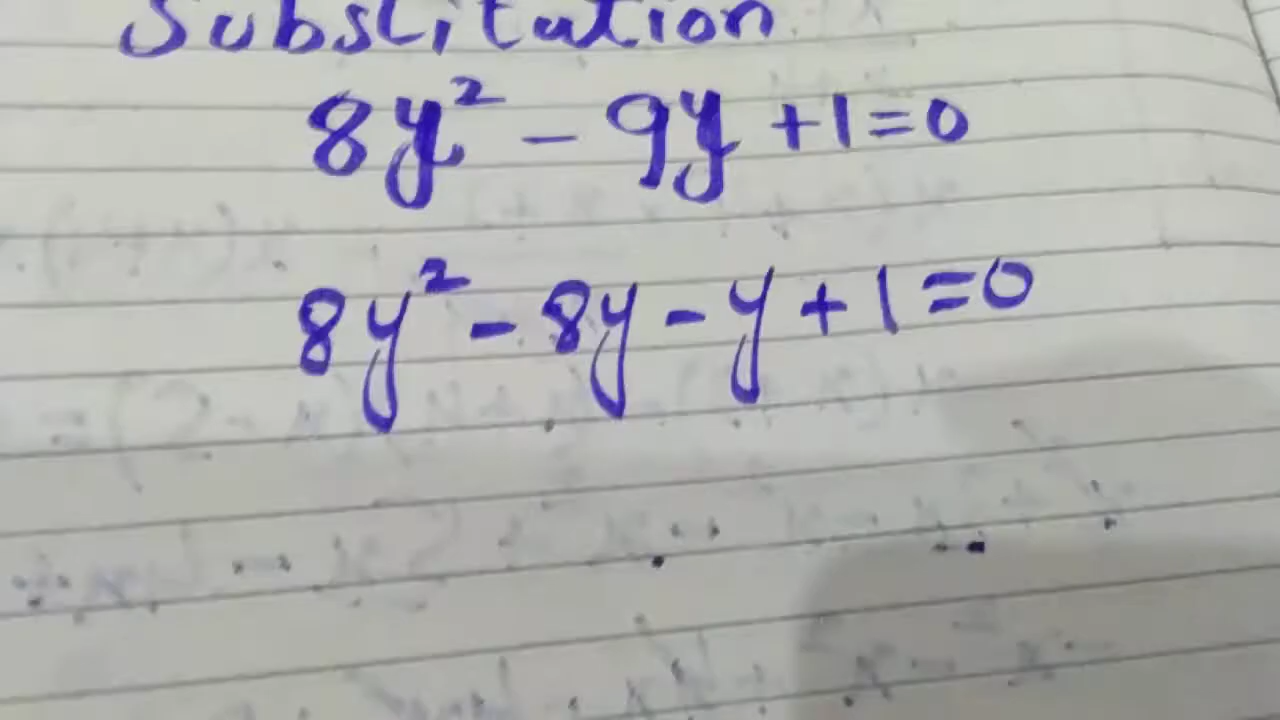 Substitution
8y² - 9y + 1 = 0
8y² - 8y - y + 1 = 0